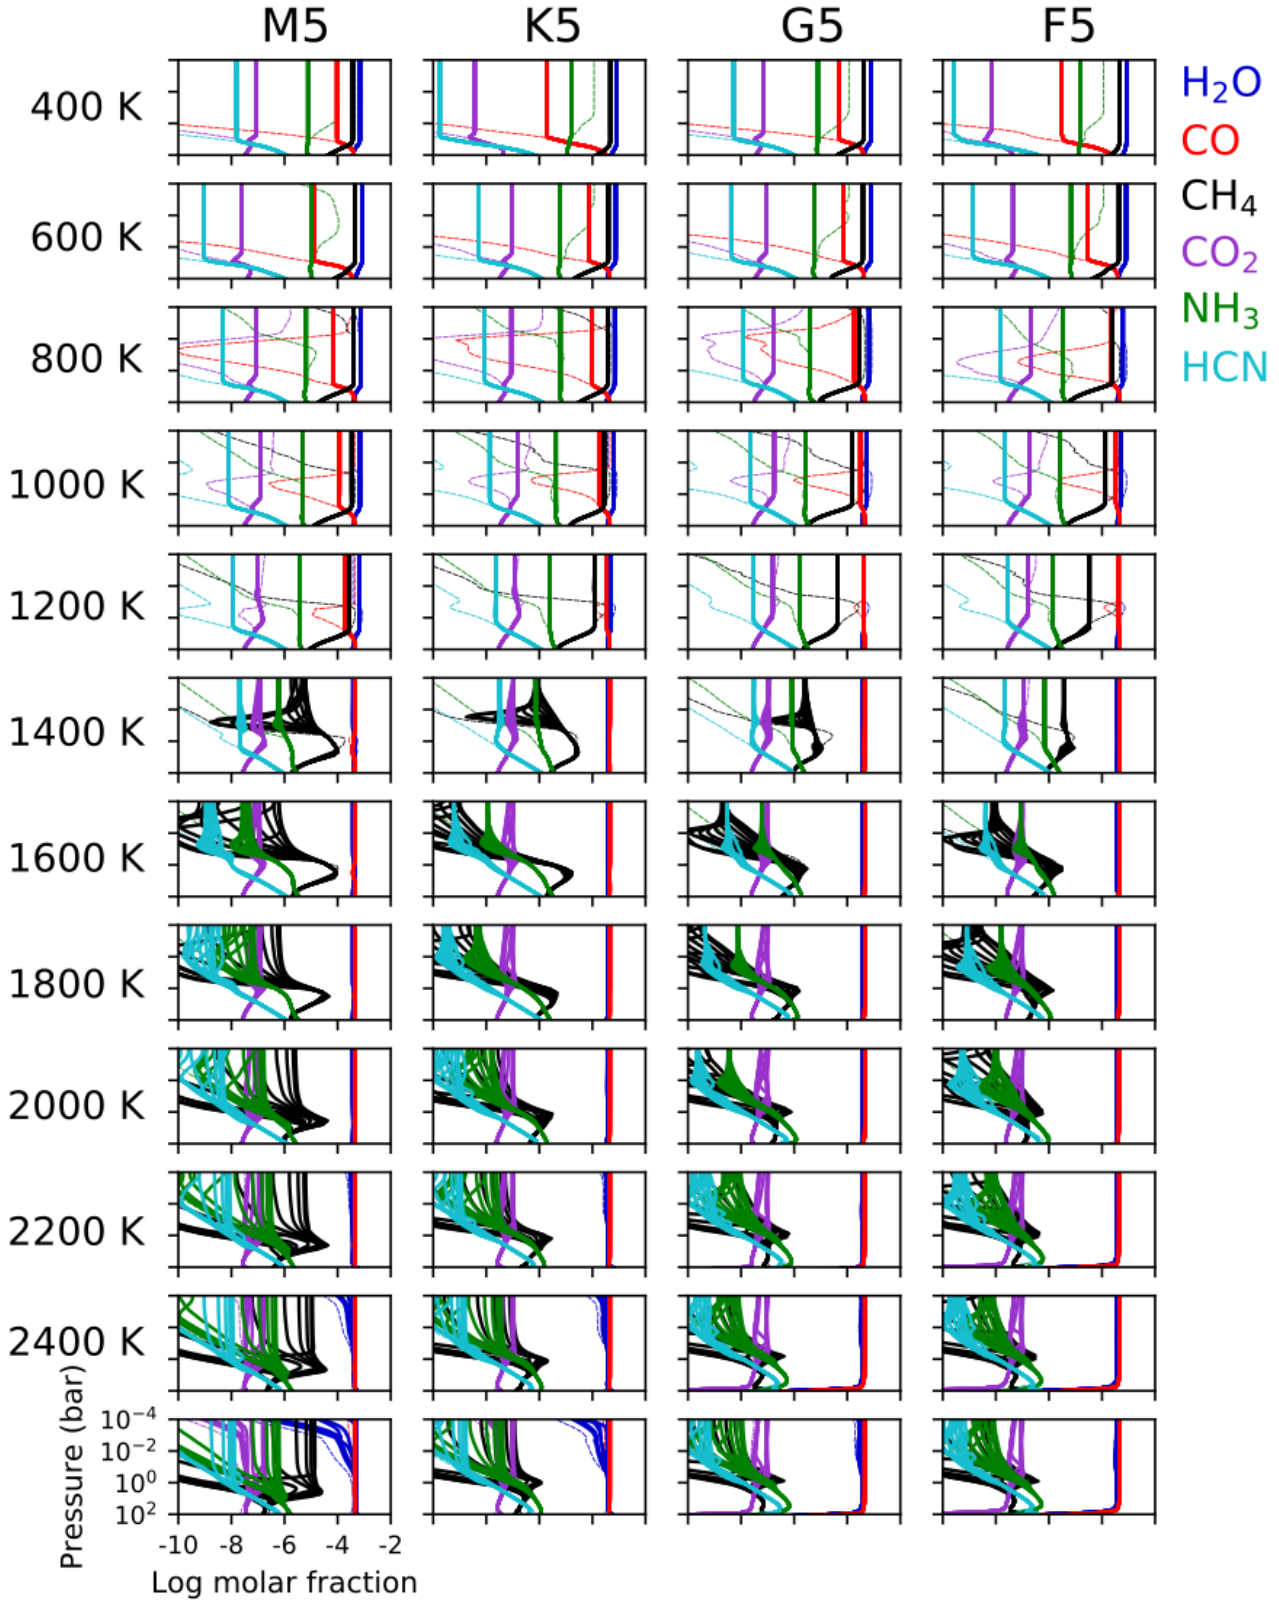 M5 K5 G5 F5
400 K
600 K
800 K
1000 K
1200 K
1400 K
1600 K
1800 K
2000 K
2200 K
2400 K
H₂O
CO
CH₄
CO₂
NH₃
HCN
Pressure (bar)
10⁻⁴
10⁻²
10⁰
10²
-10 -8 -6 -4 -2
Log molar fraction